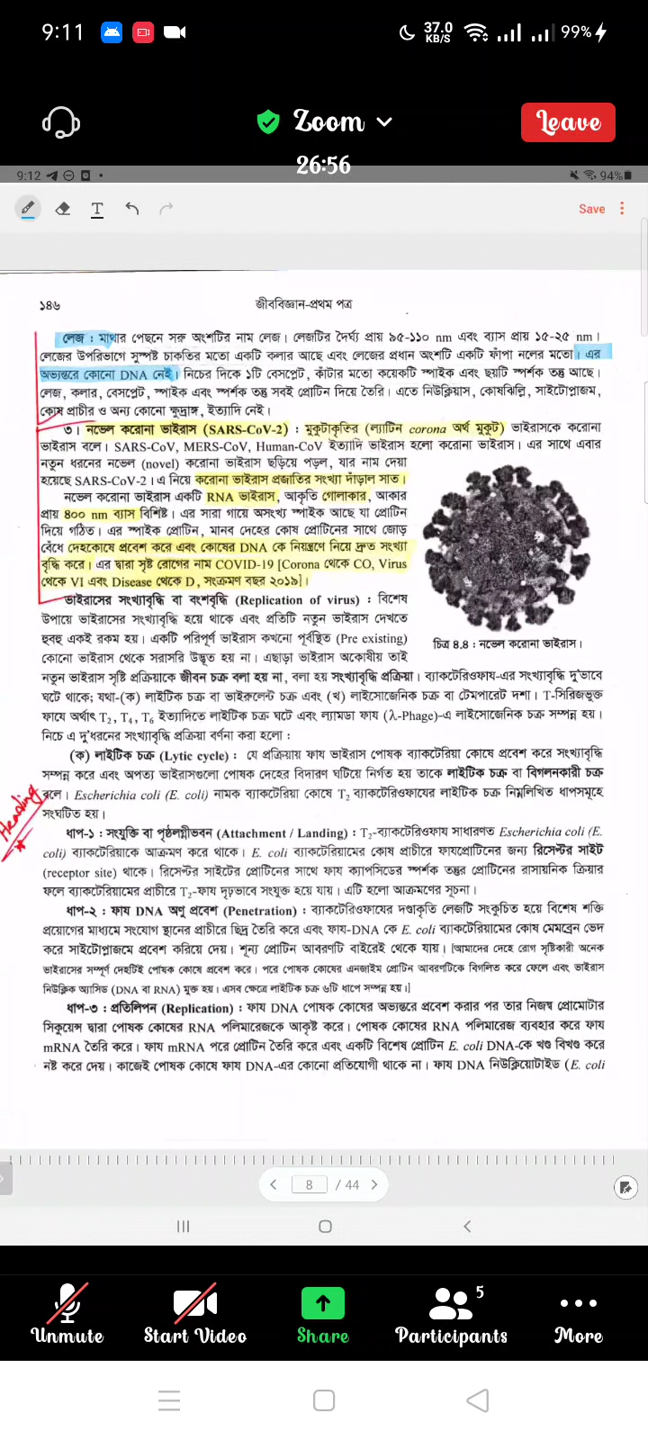 9:11
37.0 KB/S
99%
Zoom
Leave
26:56
9:12
94%
T
Save
১৪৬
জীববিজ্ঞান-প্রথম পত্র
লেজ : মাথার পেছনে সরু অংশটির নাম লেজ। লেজটির দৈর্ঘ্য প্রায় ৯৫-১১০ nm এবং ব্যাস প্রায় ১৫-২৫ nm।
লেজের উপরিভাগে সুস্পষ্ট চাকতির মতো একটি কলার আছে এবং লেজের প্রধান অংশটি একটি ফাঁপা নলের মতো। এর
অভ্যন্তরে কোনো DNA নেই। নিচের দিকে ১টি বেসপ্লেট, কাঁটার মতো কয়েকটি স্পাইক এবং ছয়টি স্পর্শক তন্তু আছে।
লেজ, কলার, বেসপ্লেট, স্পাইক এবং স্পর্শক তন্তু সবই প্রোটিন দিয়ে তৈরি। এতে নিউক্লিয়াস, কোষঝিল্লী, সাইটোপ্লাজম,
কোষ প্রাচীর ও অন্য কোনো ক্ষুদ্রাঙ্গ, ইত্যাদি নেই।
৩। নভেল করোনা ভাইরাস (SARS-CoV-2) : মুকুটাকৃতির (ল্যাটিন corona অর্থ মুকুট) ভাইরাসকে করোনা
ভাইরাস বলে। SARS-CoV, MERS-CoV, Human-CoV ইত্যাদি ভাইরাস হলো করোনা ভাইরাস। এর সাথে এবার
নতুন ধরনের নভেল (novel) করোনা ভাইরাস ছড়িয়ে পড়ল, যার নাম দেয়া
হয়েছে SARS-CoV-2। এ নিয়ে করোনা ভাইরাস প্রজাতির সংখ্যা দাঁড়াল সাত।
নভেল করোনা ভাইরাস একটি RNA ভাইরাস, আকৃতি গোলাকার, আকার
প্রায় ৪০০ nm ব্যাস বিশিষ্ট। এর সারা গায়ে অসংখ্য স্পাইক আছে যা প্রোটিন
দিয়ে গঠিত। এর স্পাইক প্রোটিন, মানব দেহের কোষ প্রোটিনের সাথে জোড়
বেঁধে দেহকোষে প্রবেশ করে এবং কোষের DNA কে নিয়ন্ত্রণে নিয়ে দ্রুত সংখ্যা
বৃদ্ধি করে। এর দ্বারা সৃষ্ট রোগের নাম COVID-19 [Corona থেকে CO, Virus
থেকে VI এবং Disease থেকে D, সংক্রমণ বছর ২০১৯]।
চিত্র ৪.৪ : নভেল করোনা ভাইরাস।
ভাইরাসের সংখ্যাবৃদ্ধি বা বংশবৃদ্ধি (Replication of virus) : বিশেষ
উপায়ে ভাইরাসের সংখ্যাবৃদ্ধি হয়ে থাকে এবং প্রতিটি নতুন ভাইরাস দেখতে
হুবহু একই রকম হয়। একটি পরিপূর্ণ ভাইরাস কখনো পূর্বস্থিত (Pre existing)
কোনো ভাইরাস থেকে সরাসরি উদ্ভূত হয় না। এছাড়া ভাইরাস অকোষীয় তাই
নতুন ভাইরাস সৃষ্টি প্রক্রিয়াকে জীবন চক্র বলা হয় না, বলা হয় সংখ্যাবৃদ্ধি প্রক্রিয়া। ব্যাকটেরিওফায-এর সংখ্যাবৃদ্ধি দু'ভাবে
ঘটে থাকে; যথা-(ক) লাইটিক চক্র বা ভাইরুলেন্ট চক্র এবং (খ) লাইসোজেনিক চক্র বা টেমপারেট দশা। T-সিরিজভুক্ত
ফাযে অর্থাৎ T₂, T₄, T₆ ইত্যাদিতে লাইটিক চক্র ঘটে এবং ল্যামডা ফায (λ-Phage)-এ লাইসোজেনিক চক্র সম্পন্ন হয়।
নিচে এ দু'ধরনের সংখ্যাবৃদ্ধি প্রক্রিয়া বর্ণনা করা হলো :
(ক) লাইটিক চক্র (Lytic cycle) : যে প্রক্রিয়ায় ফায ভাইরাস পোষক ব্যাকটেরিয়া কোষে প্রবেশ করে সংখ্যাবৃদ্ধি
সম্পন্ন করে এবং অপত্য ভাইরাসগুলো পোষক দেহের বিদারণ ঘটিয়ে নির্গত হয় তাকে লাইটিক চক্র বা বিগলনকারী চক্র
বলে। Escherichia coli (E. coli) নামক ব্যাকটেরিয়া কোষে T₂ ব্যাকটেরিওফাযের লাইটিক চক্র নিম্নলিখিত ধাপসমূহে
সংঘটিত হয়।
Heading
ধাপ-১ : সংযুক্তি বা পৃষ্ঠলগ্নীভবন (Attachment / Landing) : T₂-ব্যাকটেরিওফায সাধারণত Escherichia coli (E.
coli) ব্যাকটেরিয়াকে আক্রমণ করে থাকে। E. coli ব্যাকটেরিয়ামের কোষ প্রাচীরে ফাযপ্রোটিনের জন্য রিসেপ্টর সাইট
(receptor site) থাকে। রিসেপ্টর সাইটের প্রোটিনের সাথে ফায ক্যাপসিডের স্পর্শক তন্তুর প্রোটিনের রাসায়নিক ক্রিয়ার
ফলে ব্যাকটেরিয়ামের প্রাচীরে T₂-ফায দৃঢ়ভাবে সংযুক্ত হয়ে যায়। এটি হলো আক্রমণের সূচনা।
ধাপ-২ : ফায DNA অণু প্রবেশ (Penetration) : ব্যাকটেরিওফাযের দণ্ডাকৃতি লেজটি সংকুচিত হয়ে বিশেষ শক্তি
প্রয়োগের মাধ্যমে সংযোগ স্থানের প্রাচীরে ছিদ্র তৈরি করে এবং ফায-DNA কে E. coli ব্যাকটেরিয়ামের কোষ মেমব্রেন ভেদ
করে সাইটোপ্লাজমে প্রবেশ করিয়ে দেয়। শূন্য প্রোটিন আবরণটি বাইরেই থেকে যায়। [আমাদের দেহে রোগ সৃষ্টিকারী অনেক
ভাইরাসের সম্পূর্ণ দেহটিই পোষক কোষে প্রবেশ করে। পরে পোষক কোষের এনজাইম প্রোটিন আবরণটিকে বিগলিত করে ফেলে এবং ভাইরাস
নিউক্লিক অ্যাসিড (DNA বা RNA) মুক্ত হয়। এসব ক্ষেত্রে লাইটিক চক্র ৬টি ধাপে সম্পন্ন হয়।]
ধাপ-৩ : প্রতিলিপন (Replication) : ফায DNA পোষক কোষের অভ্যন্তরে প্রবেশ করার পর তার নিজস্ব প্রোমোটার
সিকুয়েন্স দ্বারা পোষক কোষের RNA পলিমারেজকে আকৃষ্ট করে। পোষক কোষের RNA পলিমারেজ ব্যবহার করে ফায
mRNA তৈরি করে। ফায mRNA পরে প্রোটিন তৈরি করে এবং একটি বিশেষ প্রোটিন E. coli DNA-কে খণ্ড বিখণ্ড করে
নষ্ট করে দেয়। কাজেই পোষক কোষে ফায DNA-এর কোনো প্রতিযোগী থাকে না। ফায DNA নিউক্লিয়োটাইড (E. coli
8 / 44
5
Unmute
Start Video
Share
Participants
More